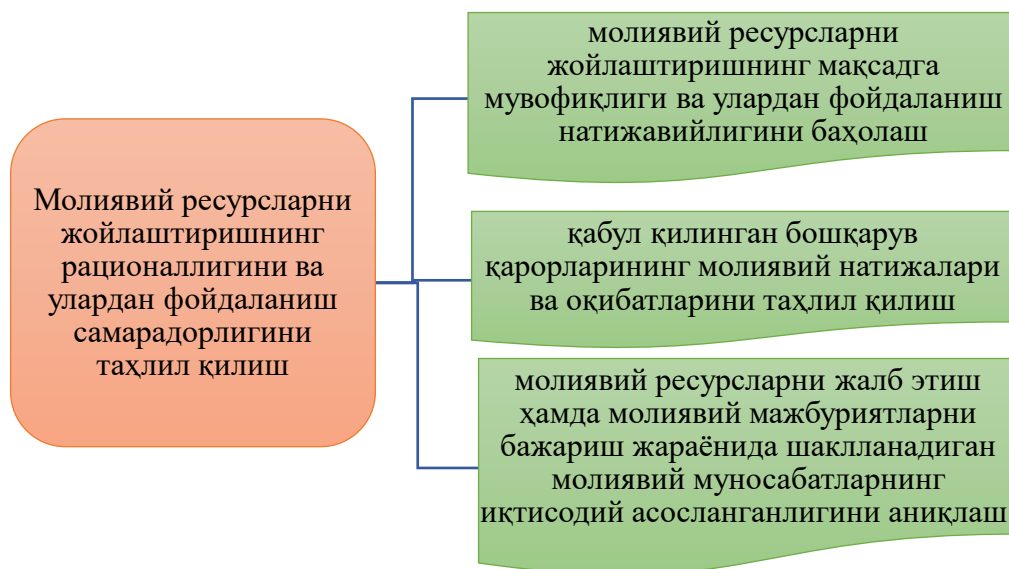 Молиявий ресурсларни
жойлаштиришнинг
рационаллигини ва
улардан фойдаланиш
самарадорлигини
таҳлил қилиш
молиявий ресурсларни
жойлаштиришнинг мақсадга
мувофиқлиги ва улардан фойдаланиш
натижавийлигини баҳолаш
қабул қилинган бошқарув
қарорларининг молиявий натижалари
ва оқибатларини таҳлил қилиш
молиявий ресурсларни жалб этиш
ҳамда молиявий мажбуриятларни
бажариш жараёнида шаклланадиган
молиявий муносабатларнинг
иқтисодий асосланганлигини аниқлаш